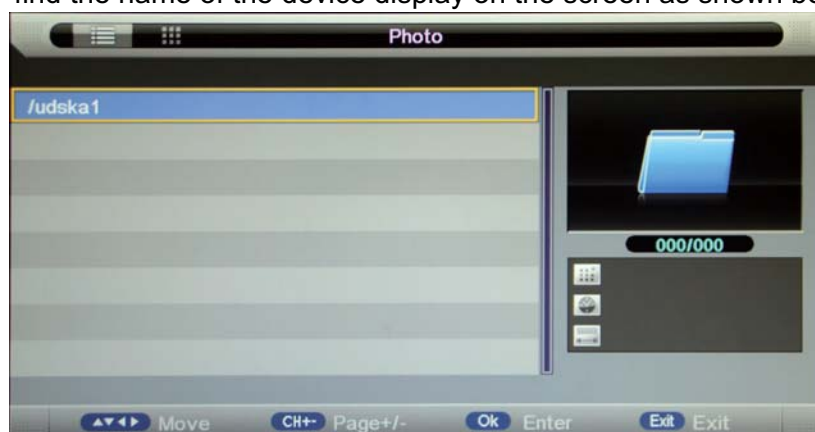 find the name of the device display on the screen as shown
Photo
/udska1
000/000
▲▼◀▶ Move CH+- Page+/- Ok Enter Exit Exit